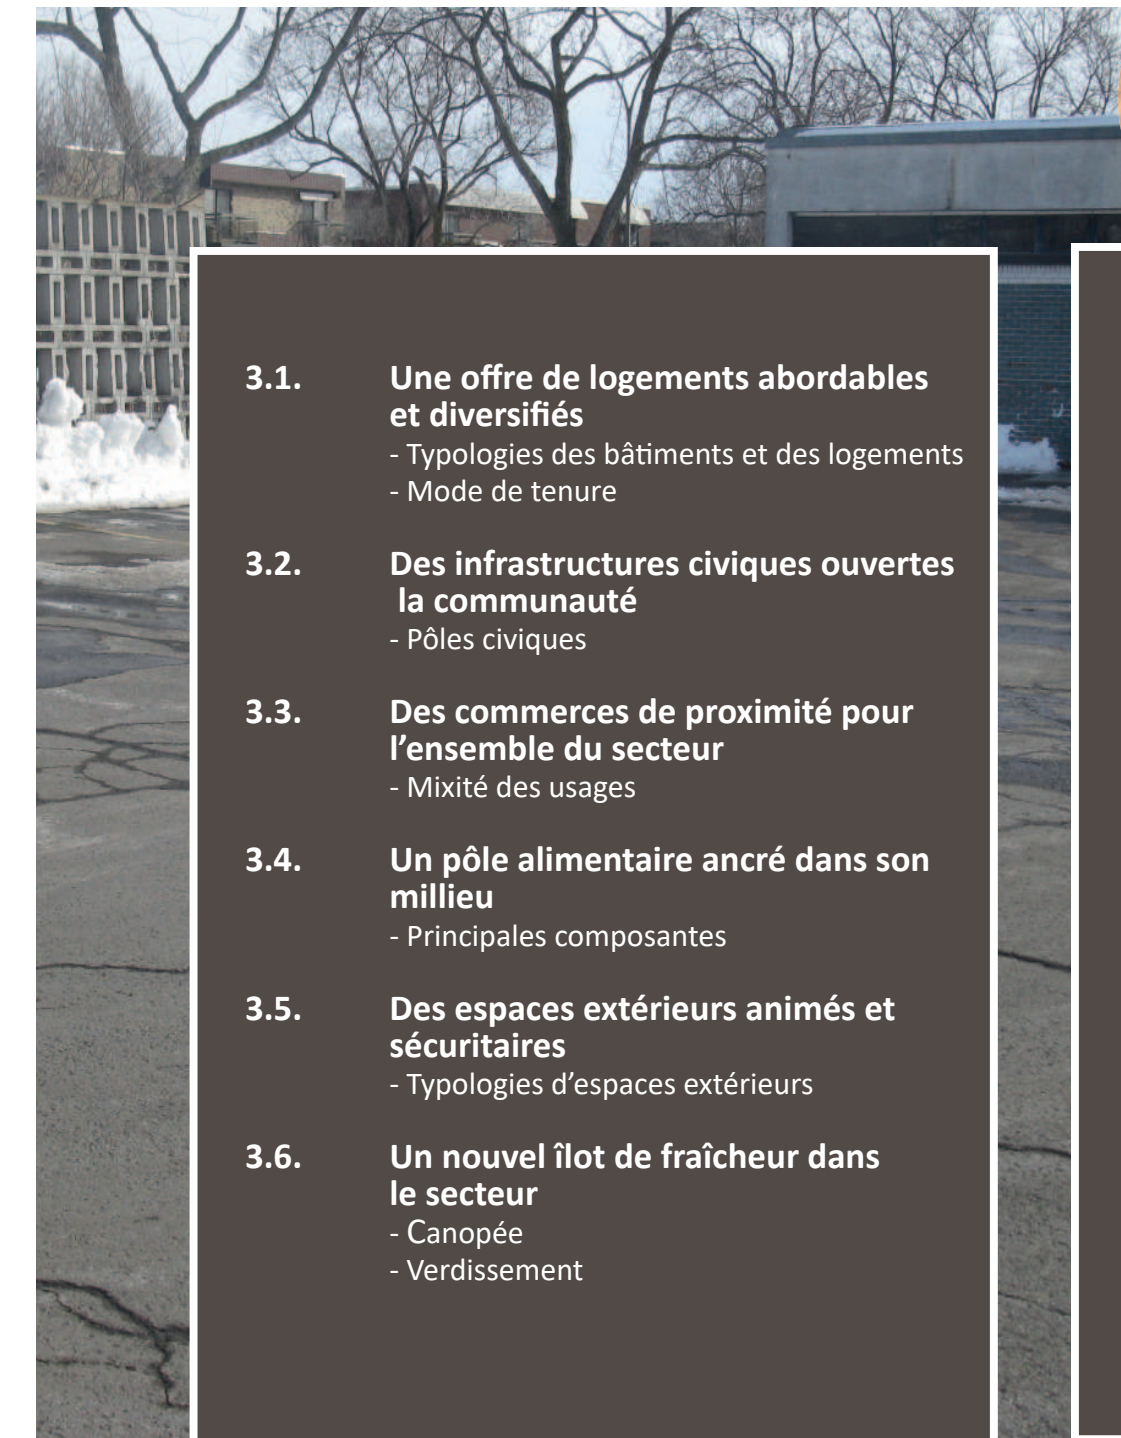 3.1. Une offre de logements abordables
et diversifiés
- Typologies des bâtiments et des logements
- Mode de tenure
3.2. Des infrastructures civiques ouvertes
la communauté
- Pôles civiques
3.3. Des commerces de proximité pour
l’ensemble du secteur
- Mixité des usages
3.4. Un pôle alimentaire ancré dans son
millieu
- Principales composantes
3.5. Des espaces extérieurs animés et
sécuritaires
- Typologies d’espaces extérieurs
3.6. Un nouvel îlot de fraîcheur dans
le secteur
- Canopée
- Verdissement